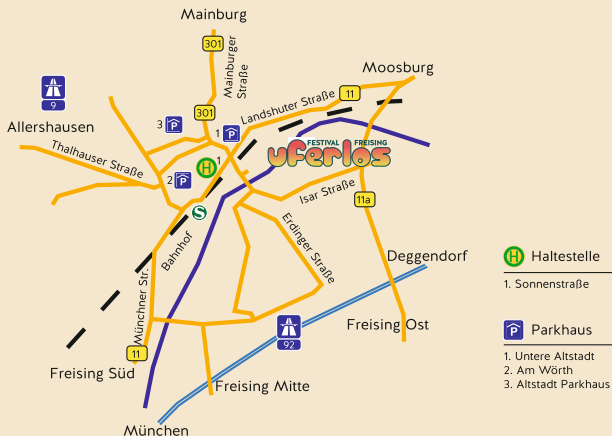 Mainburg
301
Mainburger
Straße
Moosburg
9
11
Landshuter Straße
301
Allershausen
3 P
1 P
Thalhauser Straße
FESTIVAL FREISING
uferlos
H 1
2 P
Isar Straße
11a
S
Bahnhof
Erdinger Straße
Deggendorf
Münchner Str.
H Haltestelle
1. Sonnenstraße
92
Freising Ost
P Parkhaus
11
1. Untere Altstadt
2. Am Wörth
3. Altstadt Parkhaus
Freising Süd
Freising Mitte
München